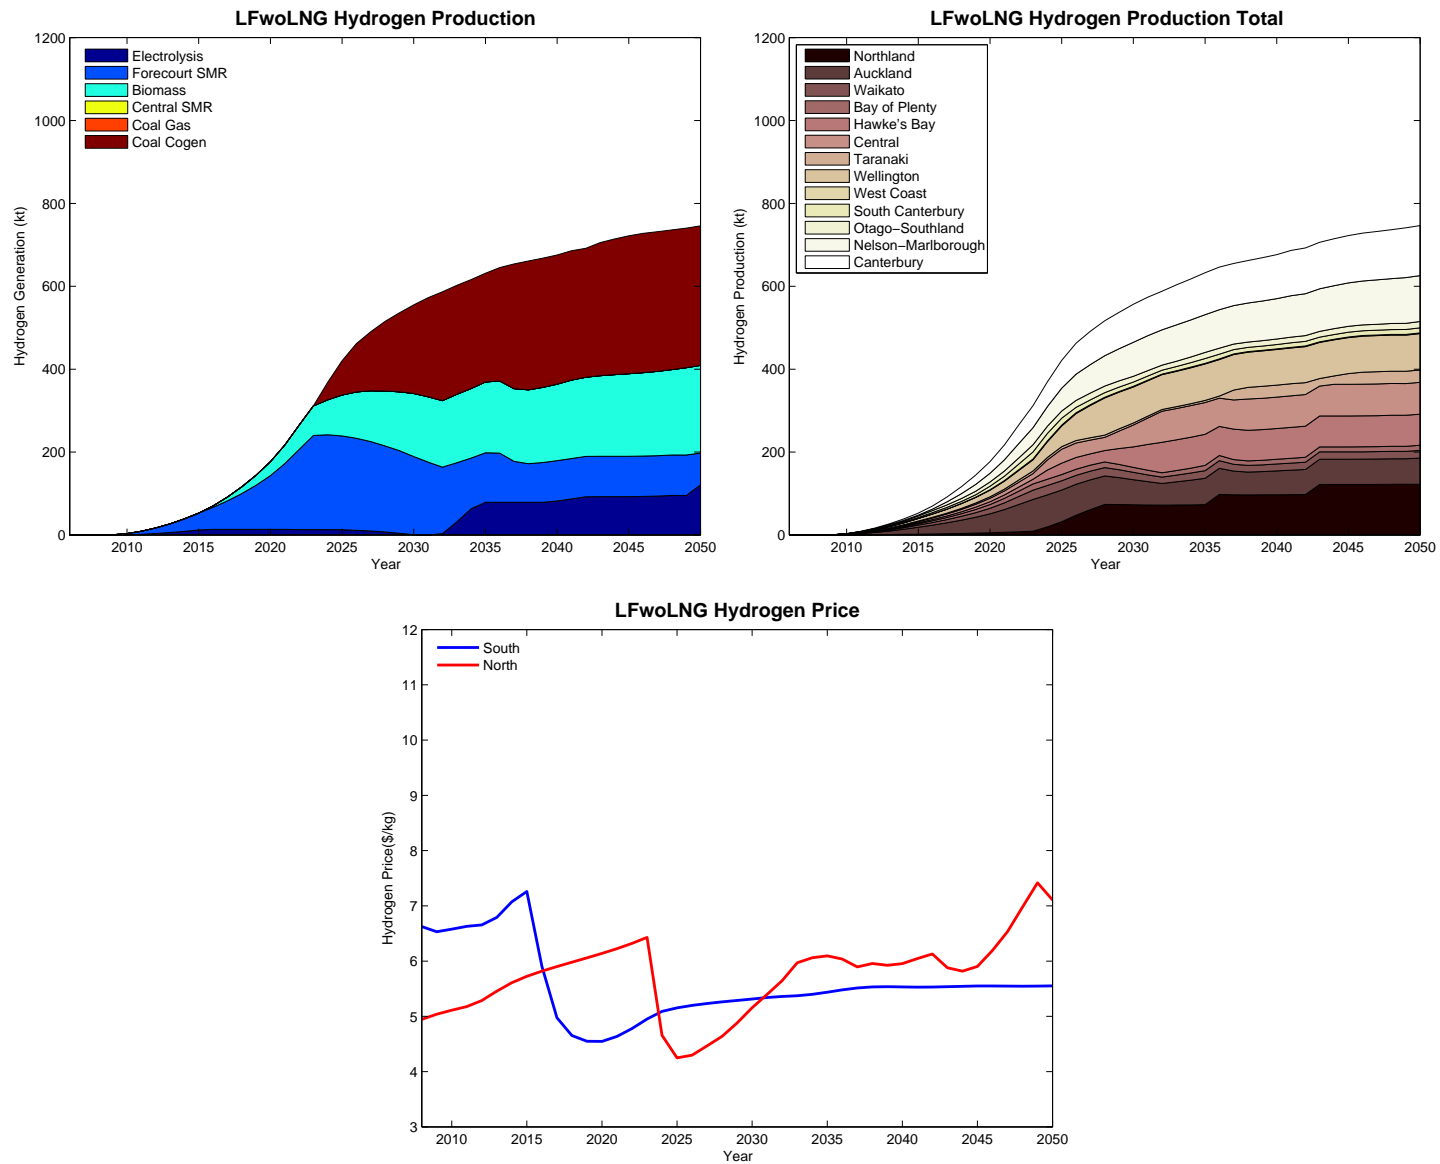 LFwoLNG Hydrogen Production
1200
1000
800
600
400
200
0
Hydrogen Generation (kt)
Electrolysis
Forecourt SMR
Biomass
Central SMR
Coal Gas
Coal Cogen
2010 2015 2020 2025 2030 2035 2040 2045 2050
Year
LFwoLNG Hydrogen Production Total
1200
1000
800
600
400
200
0
Hydrogen Production (kt)
Northland
Auckland
Waikato
Bay of Plenty
Hawke's Bay
Central
Taranaki
Wellington
West Coast
South Canterbury
Otago−Southland
Nelson−Marlborough
Canterbury
2010 2015 2020 2025 2030 2035 2040 2045 2050
Year
LFwoLNG Hydrogen Price
12
11
10
9
8
7
6
5
4
3
Hydrogen Price($/kg)
South
North
2010 2015 2020 2025 2030 2035 2040 2045 2050
Year